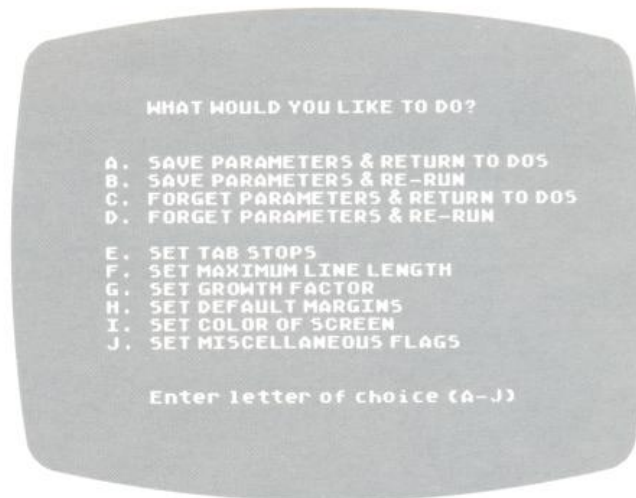 WHAT WOULD YOU LIKE TO DO?
A. SAVE PARAMETERS & RETURN TO DOS
B. SAVE PARAMETERS & RE-RUN
C. FORGET PARAMETERS & RETURN TO DOS
D. FORGET PARAMETERS & RE-RUN
E. SET TAB STOPS
F. SET MAXIMUM LINE LENGTH
G. SET GROWTH FACTOR
H. SET DEFAULT MARGINS
I. SET COLOR OF SCREEN
J. SET MISCELLANEOUS FLAGS
Enter letter of choice (A-J)